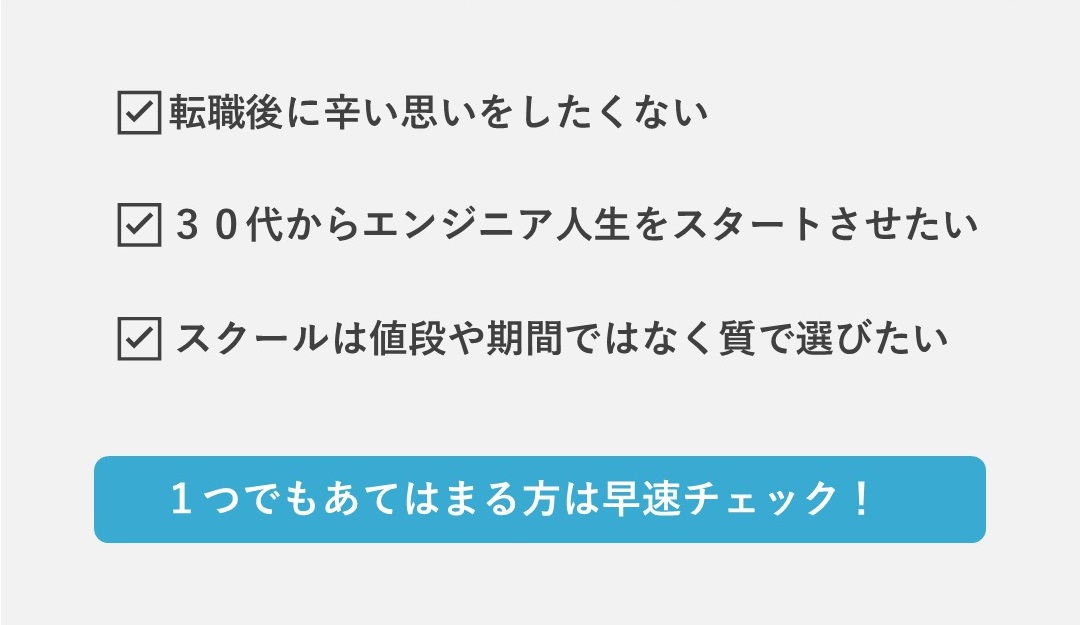 転職後に辛い思いをしたくない
３０代からエンジニア人生をスタートさせたい
スクールは値段や期間ではなく質で選びたい
１つでもあてはまる方は早速チェック！